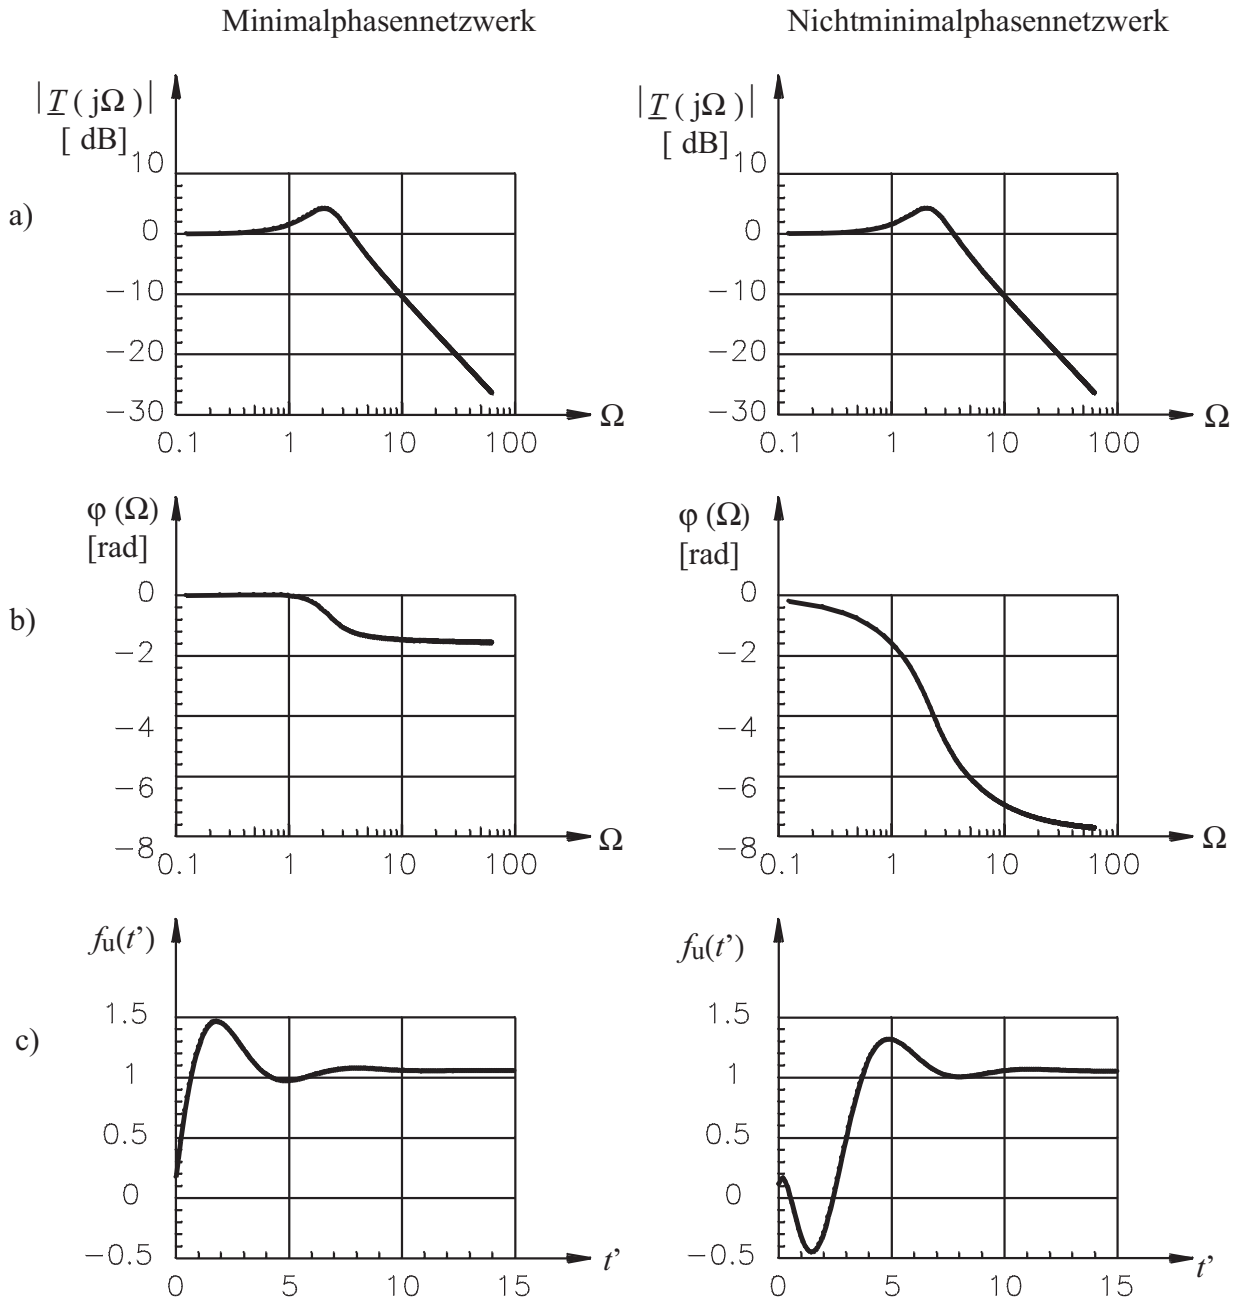 Minimalphasennetzwerk Nichtminimalphasennetzwerk
a)
|T( jΩ )| |T( jΩ )|
[ dB] [ dB]
10 10
0 0
−10 −10
−20 −20
−30 Ω −30 Ω
0.1 1 10 100 0.1 1 10 100
b)
φ (Ω) φ (Ω)
[rad] [rad]
0 0
−2 −2
−4 −4
−6 −6
−8 Ω −8 Ω
0.1 1 10 100 0.1 1 10 100
c)
fu(t’) fu(t’)
1.5 1.5
1 1
0.5 0.5
0 0
−0.5 t’ −0.5 t’
0 5 10 15 0 5 10 15